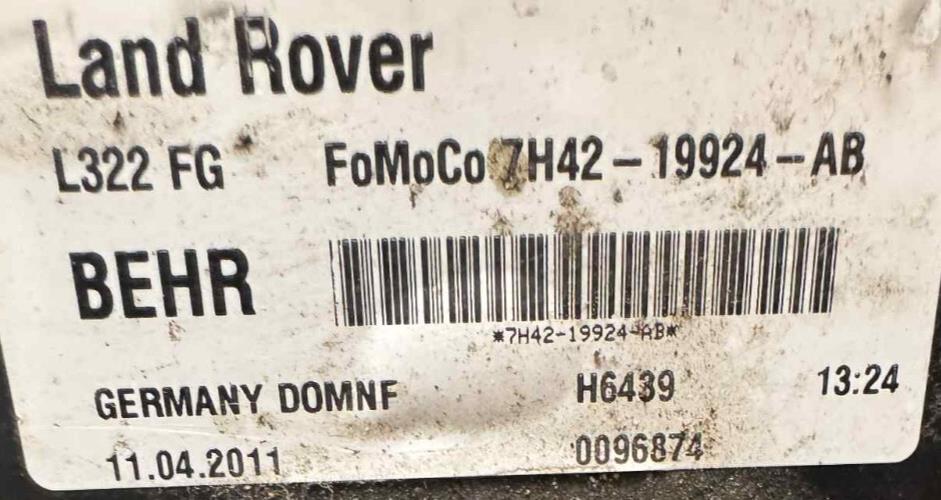 Land Rover
L322 FG FoMoCo 7H42-19924-AB
BEHR
*7H42-19924-AB*
GERMANY DOMNF H6439 13:24
11.04.2011 0096874